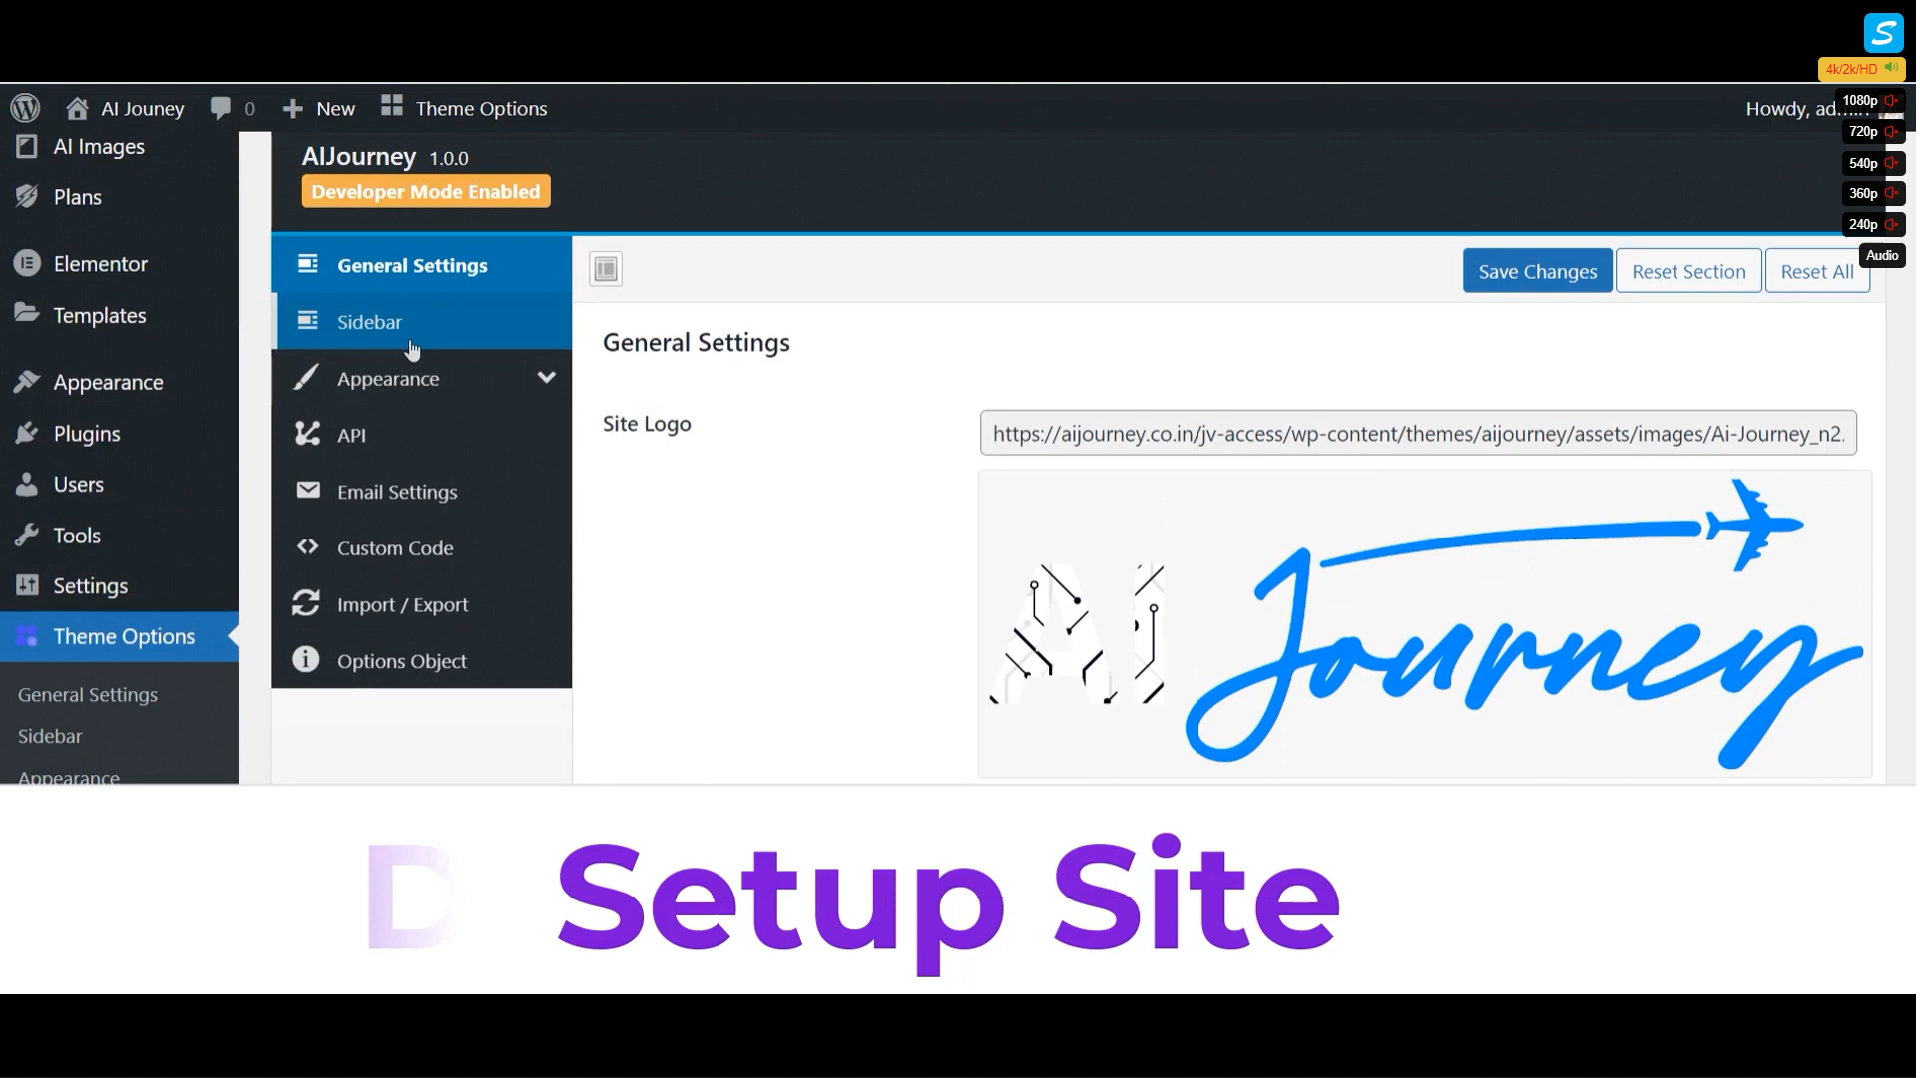 4k/2k/HD
1080p
720p
540p
360p
240p
Audio
AI Jouney
0
New
Theme Options
Howdy,
AI Images
Plans
Elementor
Templates
Appearance
Plugins
Users
Tools
Settings
Theme Options
General Settings
Sidebar
Appearance
AIJourney 1.0.0
Developer Mode Enabled
General Settings
Sidebar
Appearance
API
Email Settings
Custom Code
Import / Export
Options Object
Save Changes
Reset Section
Reset All
General Settings
Site Logo
https://aijourney.co.in/jv-access/wp-content/themes/aijourney/assets/images/Ai-Journey_n2.
AI Journey
D Setup Site